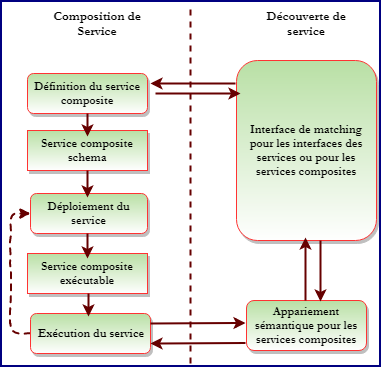 Composition de
Service
Découverte de
service
Définition du service
composite
Service composite
schema
Déploiement du
service
Service composite
exécutable
Exécution du service
Interface de matching
pour les interfaces des
services ou pour les
services composites
Appariement
sémantique pour les
services composites